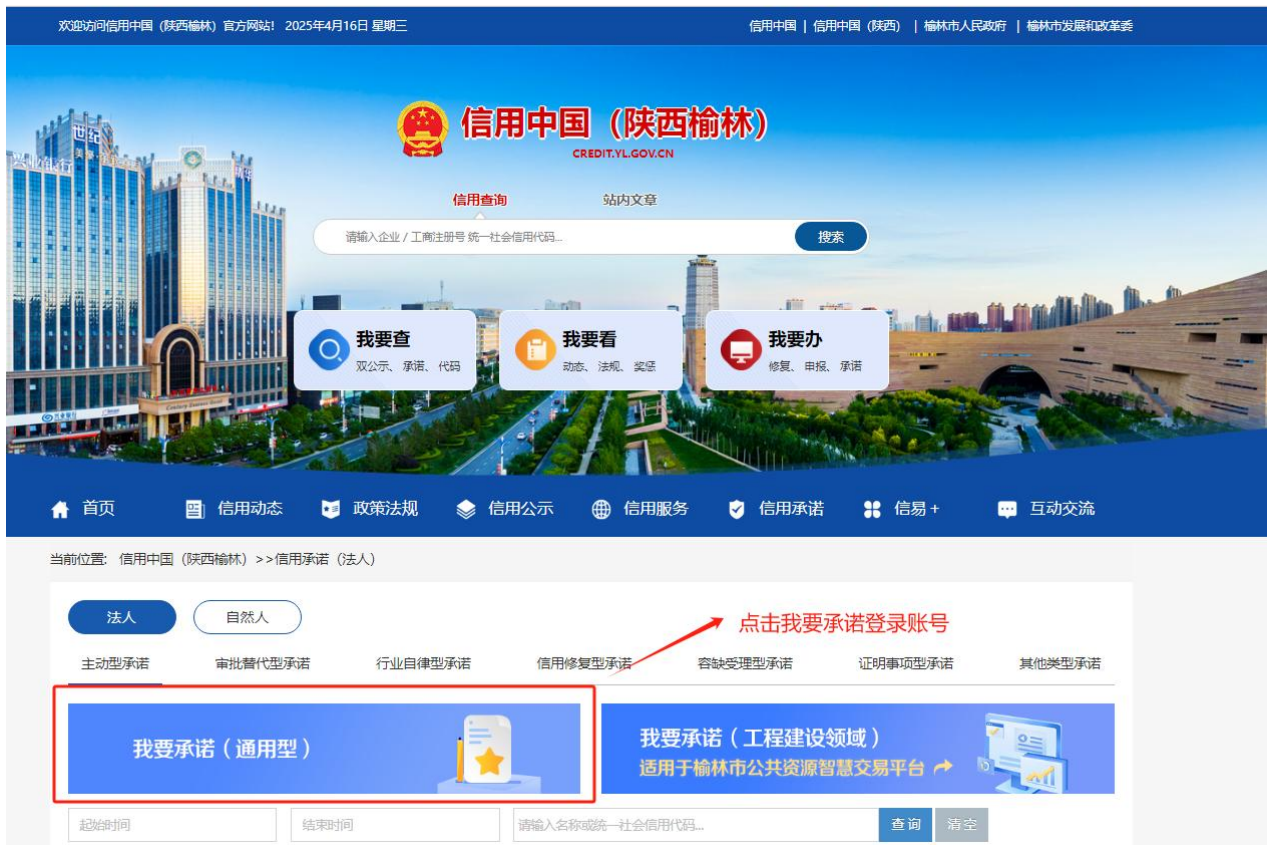 欢迎访问信用中国（陕西榆林）官方网站！ 2025年4月16日 星期三
信用中国 | 信用中国（陕西） | 榆林市人民政府 | 榆林市发展和改革委
信用中国（陕西榆林）
CREDIT.YL.GOV.CN
世纪
兴业银行
信用查询 站内文章
请输入企业 / 工商注册号 统一社会信用代码... 搜索
我要查 我要看 我要办
双公示、承诺、代码 动态、法规、奖惩 修复、申报、承诺
首页 信用动态 政策法规 信用公示 信用服务 信用承诺 信易+ 互动交流
当前位置: 信用中国（陕西榆林）>>信用承诺（法人）
法人 自然人
点击我要承诺登录账号
主动型承诺 审批替代型承诺 行业自律型承诺 信用修复型承诺 容缺受理型承诺 证明事项型承诺 其他类型承诺
我要承诺（通用型） 我要承诺（工程建设领域）
适用于榆林市公共资源智慧交易平台
起始时间 结束时间 请输入名称或统一社会信用代码... 查询 清空